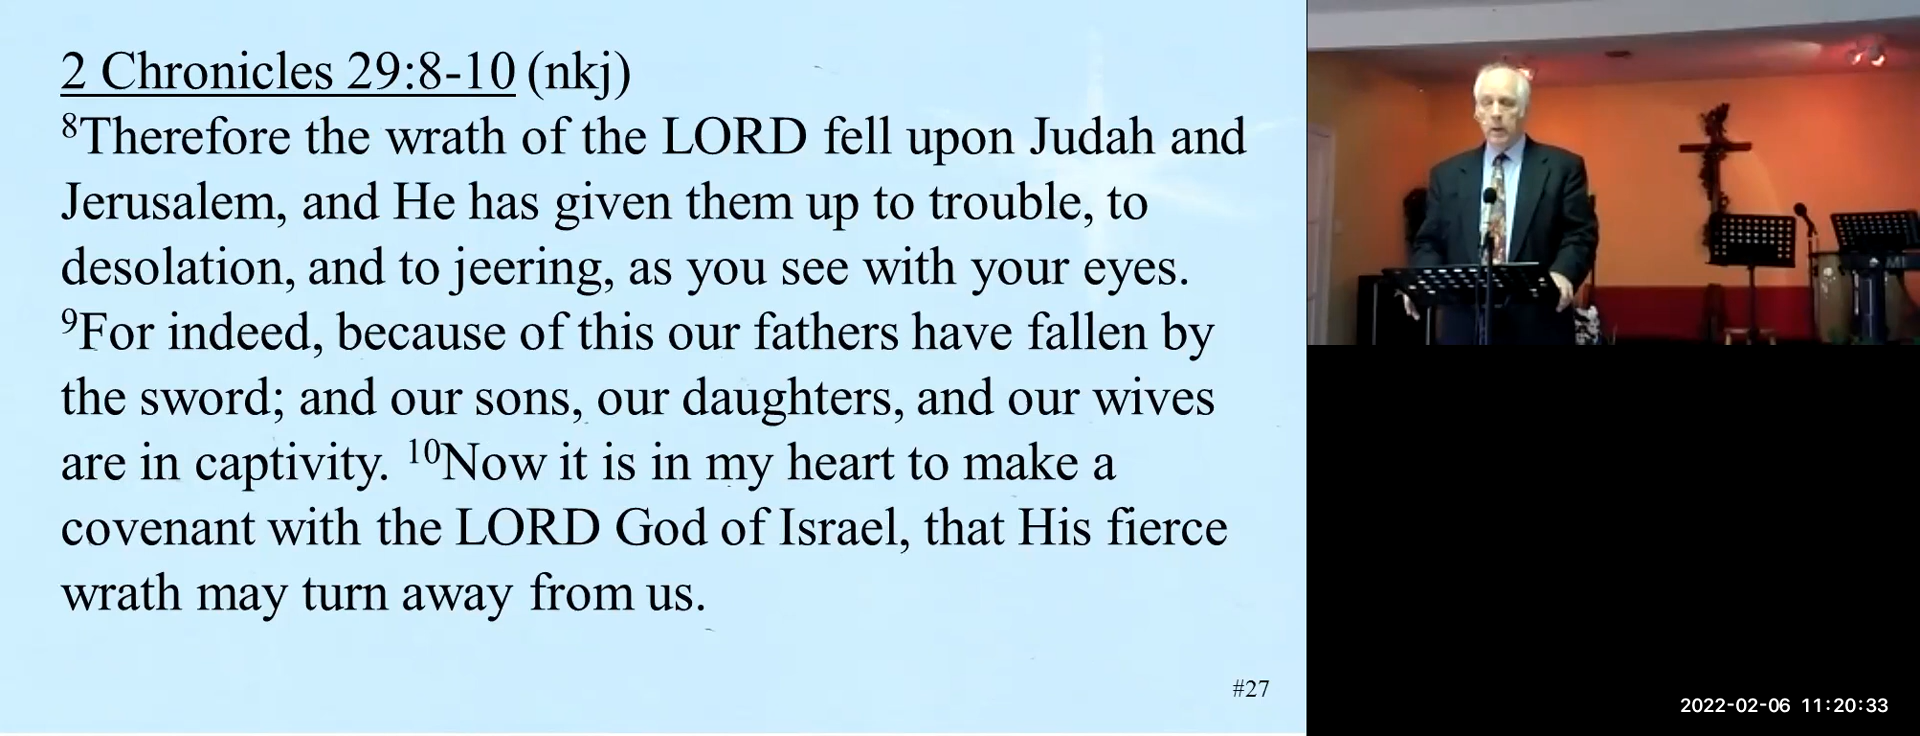 2 Chronicles 29:8-10 (nkj)
⁸Therefore the wrath of the LORD fell upon Judah and
Jerusalem, and He has given them up to trouble, to
desolation, and to jeering, as you see with your eyes.
⁹For indeed, because of this our fathers have fallen by
the sword; and our sons, our daughters, and our wives
are in captivity. ¹⁰Now it is in my heart to make a
covenant with the LORD God of Israel, that His fierce
wrath may turn away from us.
#27
2022-02-06 11:20:33